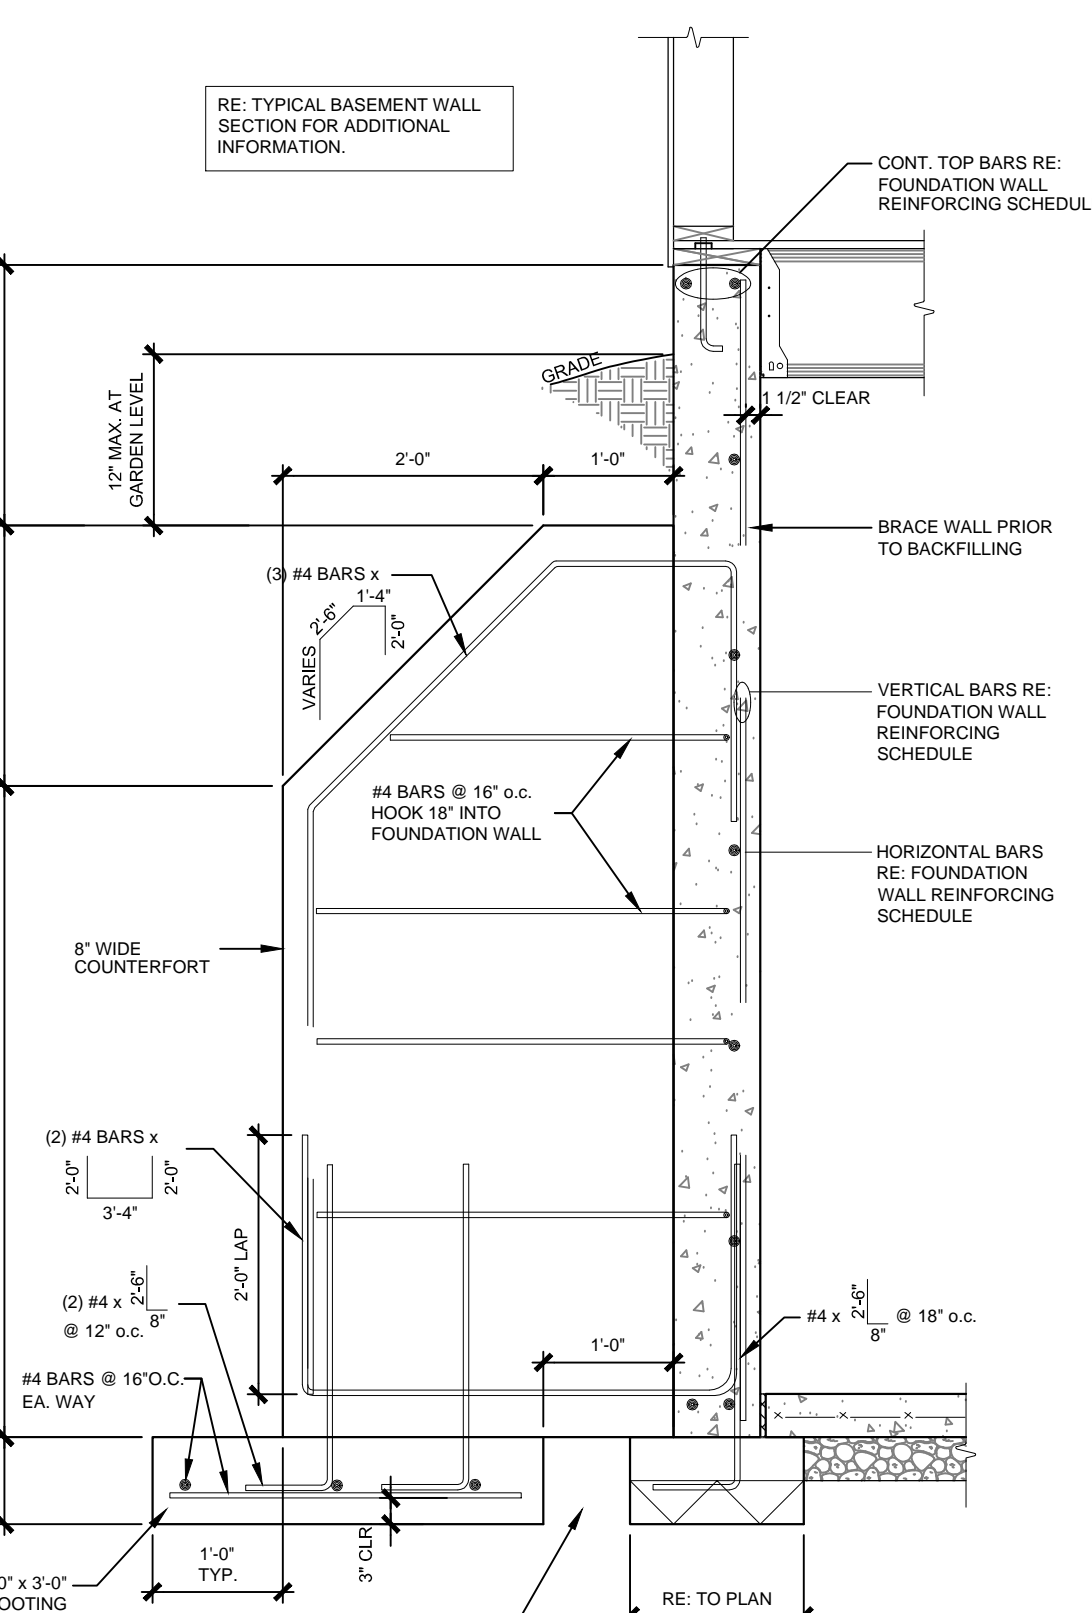 RE: TYPICAL BASEMENT WALL
SECTION FOR ADDITIONAL
INFORMATION.
CONT. TOP BARS RE:
FOUNDATION WALL
REINFORCING SCHEDUL
GRADE
12" MAX. AT
GARDEN LEVEL
1 1/2" CLEAR
2'-0"
1'-0"
BRACE WALL PRIOR
TO BACKFILLING
(3) #4 BARS x
VARIES
2'-6"
1'-4"
2'-0"
VERTICAL BARS RE:
FOUNDATION WALL
REINFORCING
SCHEDULE
#4 BARS @ 16" o.c.
HOOK 18" INTO
FOUNDATION WALL
HORIZONTAL BARS
RE: FOUNDATION
WALL REINFORCING
SCHEDULE
8" WIDE
COUNTERFORT
(2) #4 BARS x
2'-0"
3'-4"
2'-0"
2'-0" LAP
(2) #4 x 2'-6" 8"
@ 12" o.c.
#4 x 2'-6" 8" @ 18" o.c.
1'-0"
#4 BARS @ 16"O.C.
EA. WAY
3" CLR
1'-0"
TYP.
0" x 3'-0"
OOTING
RE: TO PLAN